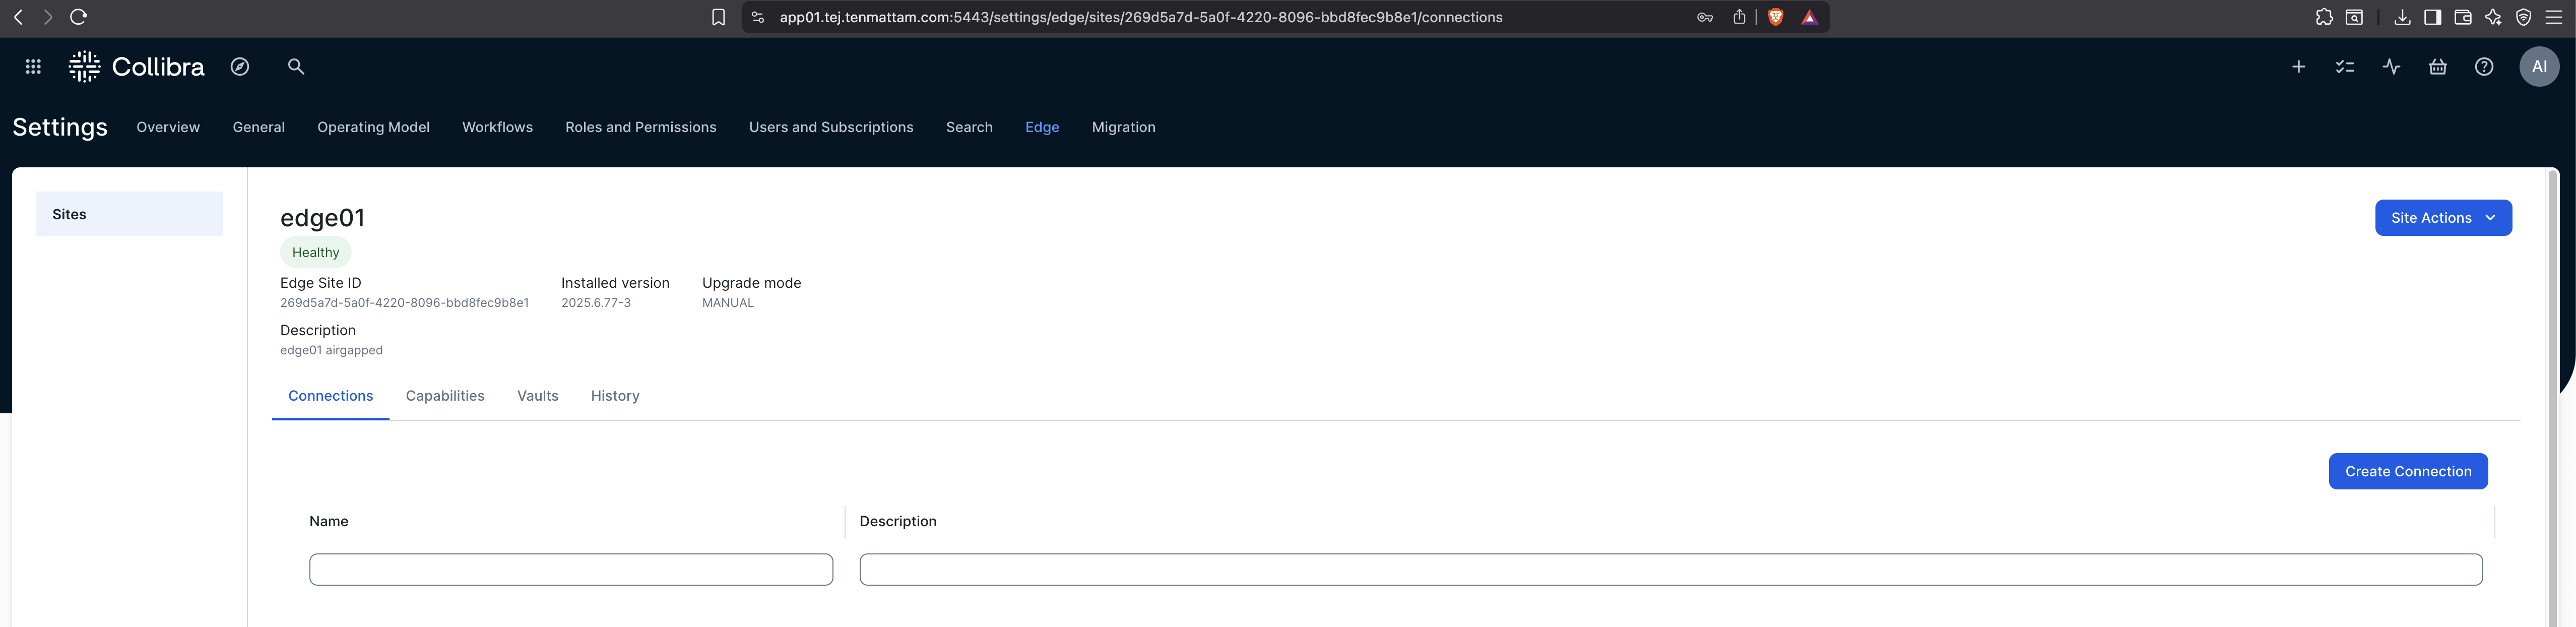 app01.tej.tenmattam.com:5443/settings/edge/sites/269d5a7d-5a0f-4220-8096-bbd8fec9b8e1/connections
Collibra
AI
Settings Overview General Operating Model Workflows Roles and Permissions Users and Subscriptions Search Edge Migration
Sites
edge01
Site Actions
Healthy
Edge Site ID Installed version Upgrade mode
269d5a7d-5a0f-4220-8096-bbd8fec9b8e1 2025.6.77-3 MANUAL
Description
edge01 airgapped
Connections Capabilities Vaults History
Create Connection
Name Description